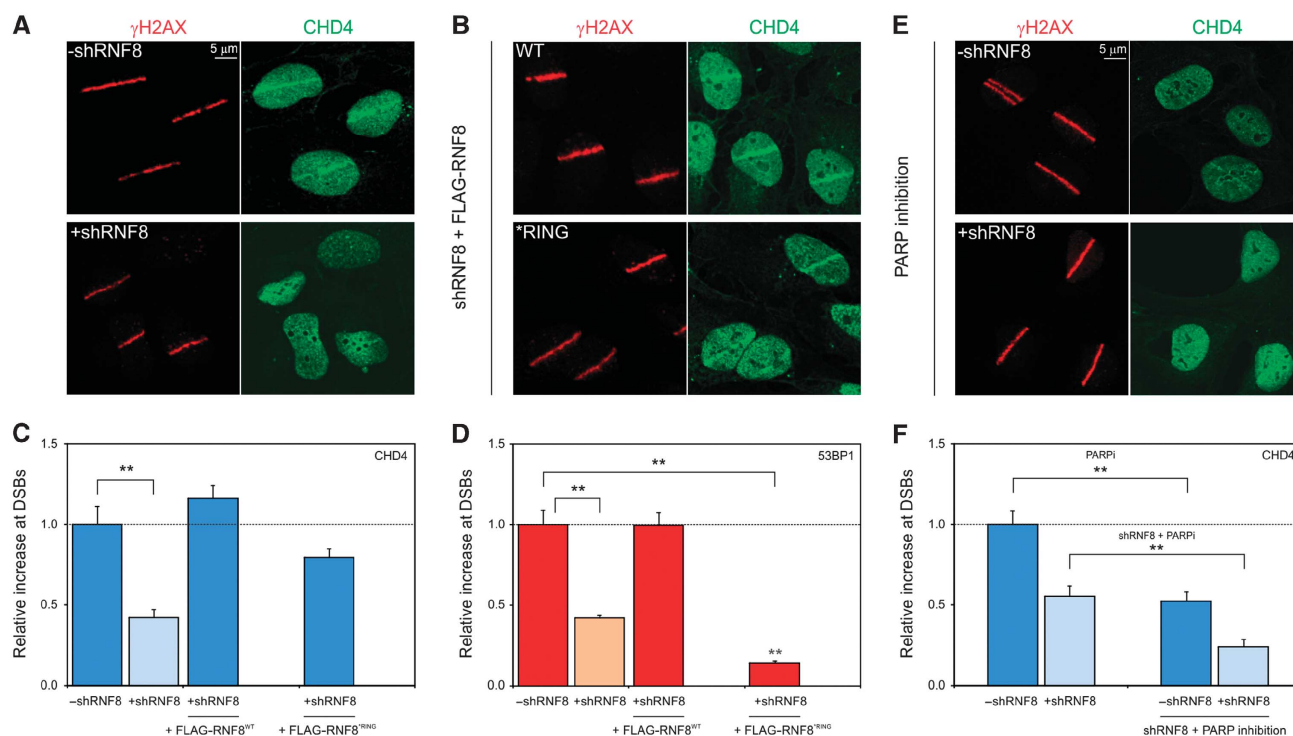 A
γH2AX
CHD4
-shRNF8
5 μm
+shRNF8
B
γH2AX
CHD4
shRNF8 + FLAG-RNF8
WT
*RING
E
γH2AX
CHD4
PARP inhibition
-shRNF8
5 μm
+shRNF8
C
Relative increase at DSBs
1.5
1.0
0.5
0.0
CHD4
**
–shRNF8
+shRNF8
+shRNF8
+ FLAG-RNF8WT
+shRNF8
+ FLAG-RNF8*RING
D
Relative increase at DSBs
1.5
1.0
0.5
0.0
53BP1
**
**
**
–shRNF8
+shRNF8
+shRNF8
+ FLAG-RNF8WT
+shRNF8
+ FLAG-RNF8*RING
F
Relative increase at DSBs
1.5
1.0
0.5
0.0
PARPi
CHD4
**
shRNF8 + PARPi
**
–shRNF8
+shRNF8
–shRNF8
+shRNF8
shRNF8 + PARP inhibition